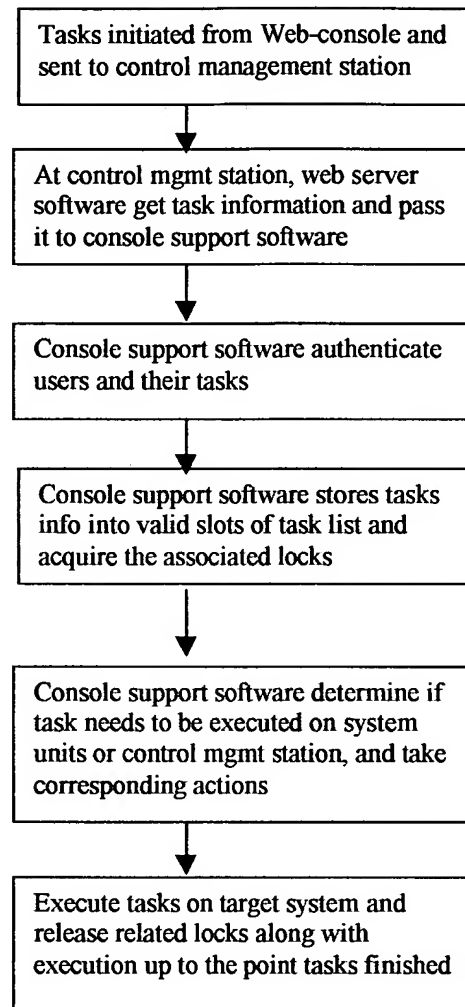 Tasks initiated from Web-console and
sent to control management station
At control mgmt station, web server
software get task information and pass
it to console support software
Console support software authenticate
users and their tasks
Console support software stores tasks
info into valid slots of task list and
acquire the associated locks
Console support software determine if
task needs to be executed on system
units or control mgmt station, and take
corresponding actions
Execute tasks on target system and
release related locks along with
execution up to the point tasks finished